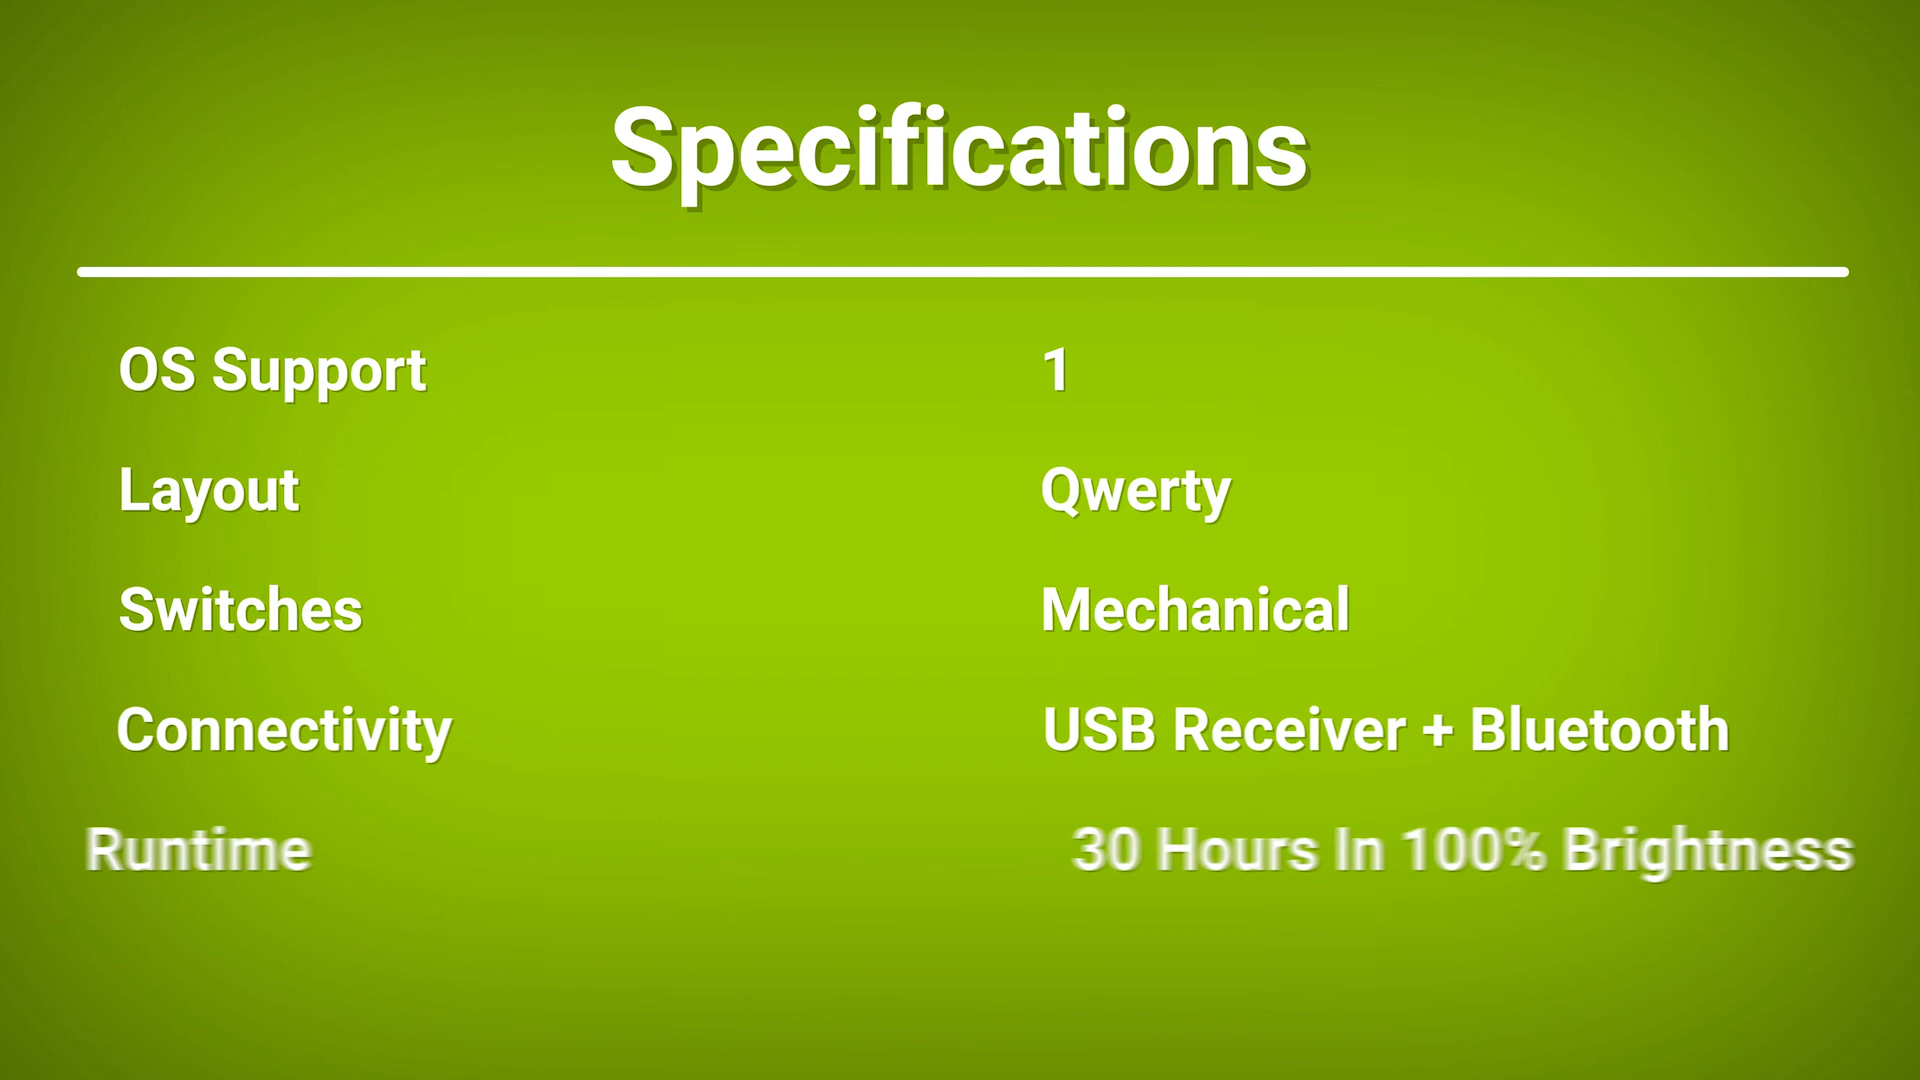 Specifications
OS Support 1
Layout Qwerty
Switches Mechanical
Connectivity USB Receiver + Bluetooth
Runtime 30 Hours In 100% Brightness